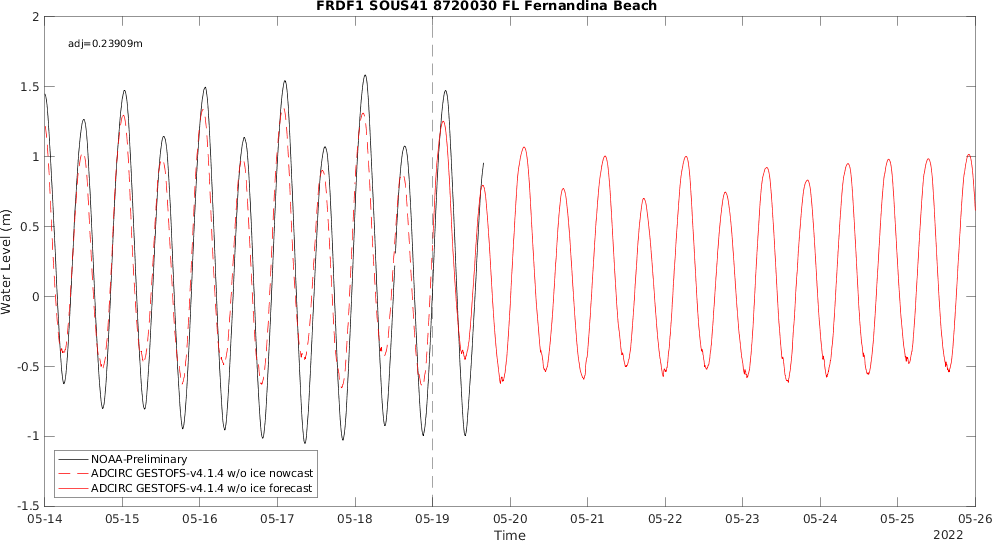 FRDF1 SOUS41 8720030 FL Fernandina Beach
adj=0.23909m
2
1.5
1
0.5
0
-0.5
-1
-1.5
Water Level (m)
NOAA-Preliminary
ADCIRC GESTOFS-v4.1.4 w/o ice nowcast
ADCIRC GESTOFS-v4.1.4 w/o ice forecast
05-14 05-15 05-16 05-17 05-18 05-19 05-20 05-21 05-22 05-23 05-24 05-25 05-26
Time
2022